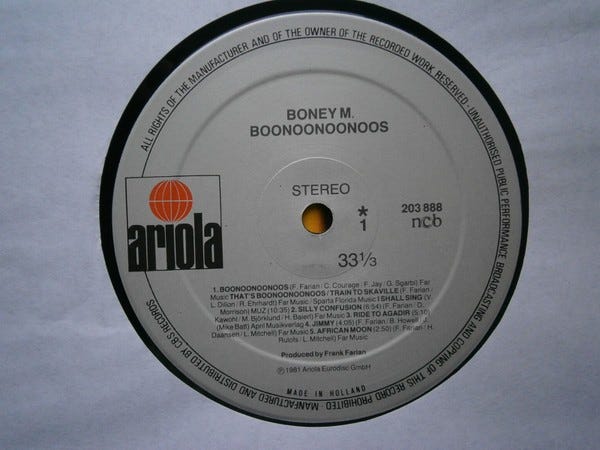 ALL RIGHTS OF THE MANUFACTURER AND OF THE OWNER OF THE RECORDED WORK RESERVED · UNAUTHORISED PUBLIC PERFORMANCE BROADCASTING AND COPYING OF THIS RECORD PROHIBITED. MANUFACTURED AND DISTRIBUTED BY CBS RECORDS
BONEY M.
BOONOONOONOOS
ariola
STEREO
*
1
203 888
ncb
33 1/3
1. BOONOONOONOOS (F. Farian / C. Courage / F. Jay / G. Sgarbi) Far
Music THAT'S BOONOONOONOOS / TRAIN TO SKAVILLE (F. Farian /
L. Dillon / R. Ehrhardt) Far Music / Sparta Florida Music I SHALL SING (V.
Morrison) MUZ (10:35) 2. SILLY CONFUSION (6:54) (F. Farian / D.
Kawohl / M. Björklund / H. Baierl) Far Music 3. RIDE TO AGADIR (5:10)
(Mike Batt) April Musikverlag 4. JIMMY (4:05) (F. Farian / B. Howell
Daansen / L. Mitchell) Far Music 5. AFRICAN MOON (2:50) (F. Farian / H.
Rulots / L. Mitchell) Far Music
Produced by Frank Farian
℗ 1981 Ariola Eurodisc GmbH
MADE IN HOLLAND